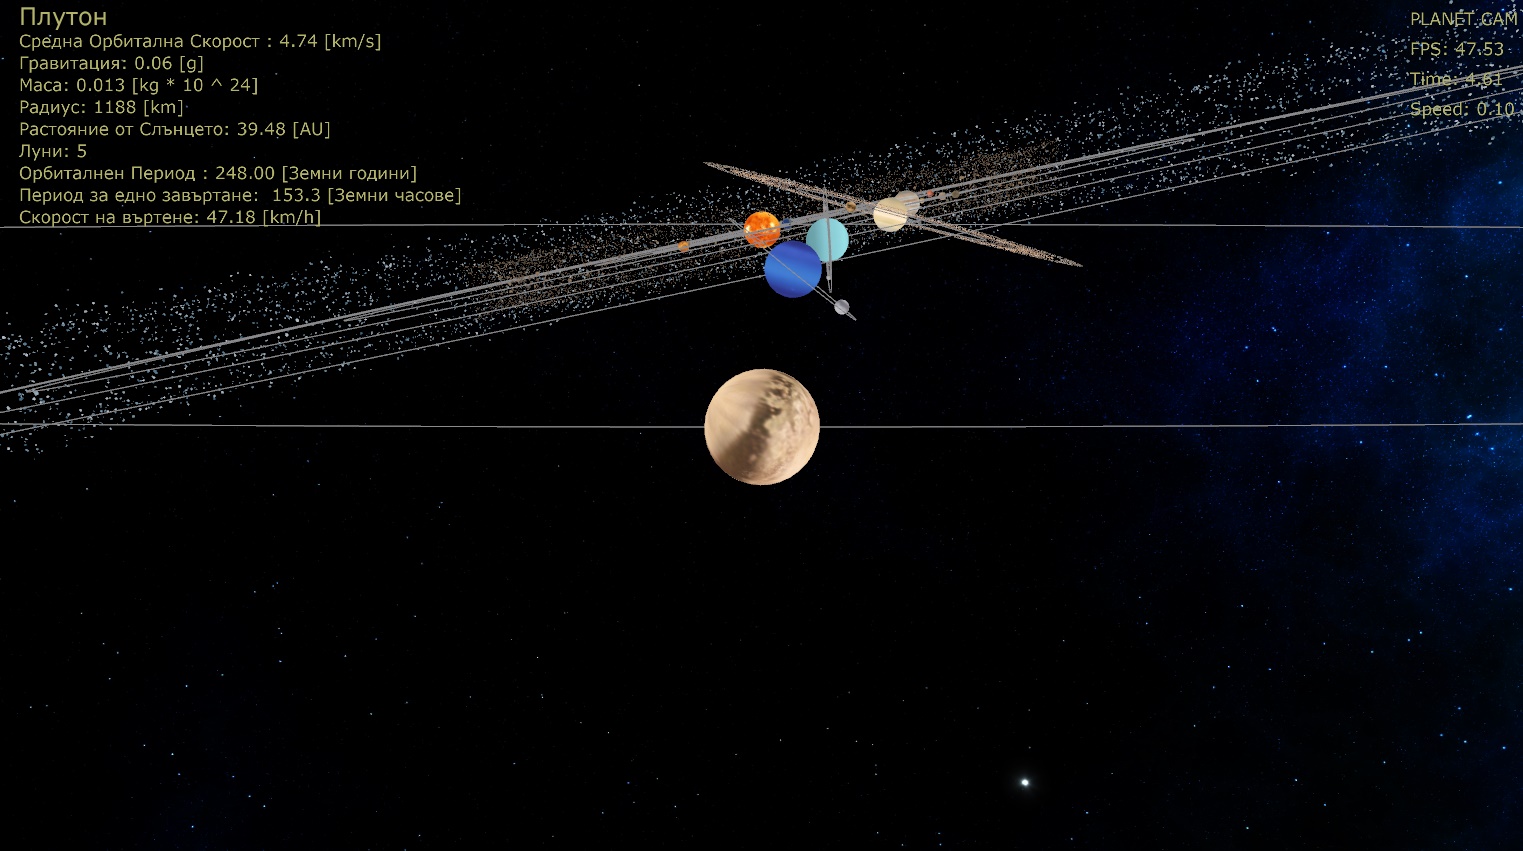 Плутон
Средна Орбитална Скорост : 4.74 [km/s]
Гравитация: 0.06 [g]
Маса: 0.013 [kg * 10 ^ 24]
Радиус: 1188 [km]
Растояние от Слънцето: 39.48 [AU]
Луни: 5
Орбиталнен Период : 248.00 [Земни години]
Период за едно завъртане:  153.3 [Земни часове]
Скорост на въртене: 47.18 [km/h]
PLANET CAM
FPS: 47.53
Time: 4.61
Speed: 0.10